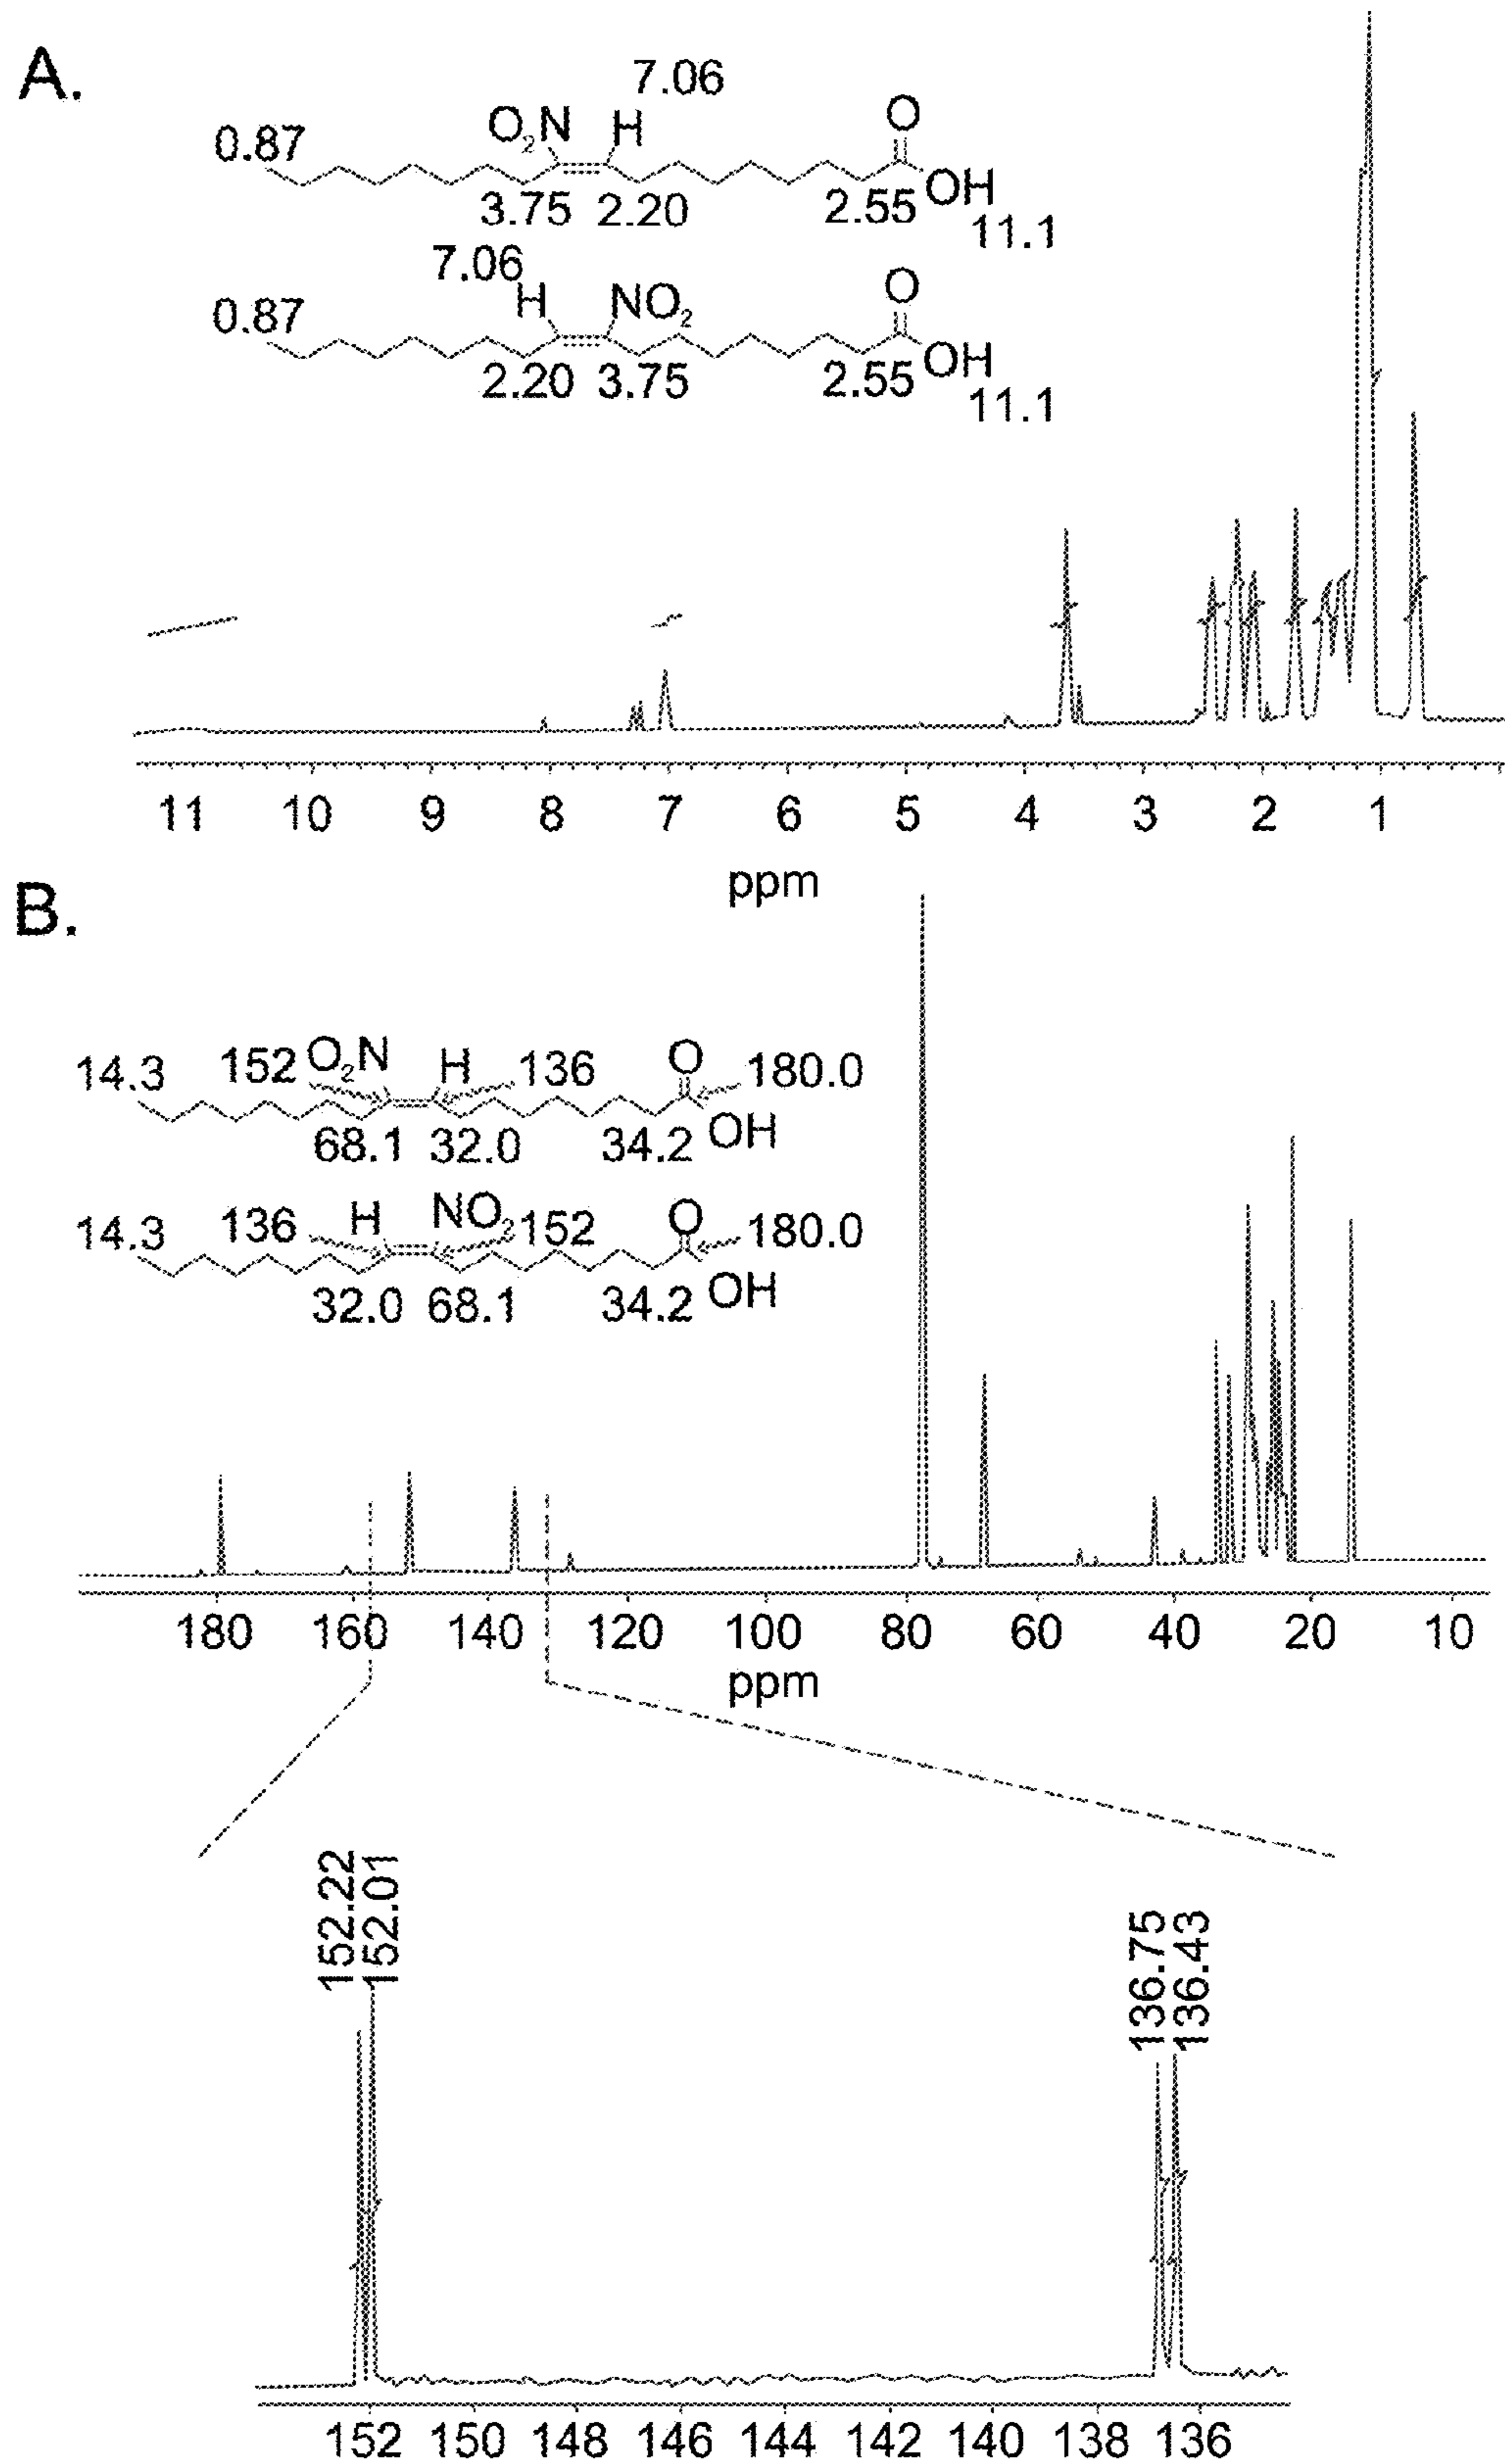 A.
7.06
O₂N H O
0.87
OH
3.75 2.20 2.55
11.1
7.06
H NO₂ O
0.87
OH
2.20 3.75 2.55
11.1
11 10 9 8 7 6 5 4 3 2 1
ppm
B.
14.3 152 O₂N H 136 O 180.0
68.1 32.0 34.2 OH
14.3 136 H NO₂ 152 O 180.0
32.0 68.1 34.2 OH
180 160 140 120 100 80 60 40 20 10
ppm
152.22
152.01
136.75
136.43
152 150 148 146 144 142 140 138 136